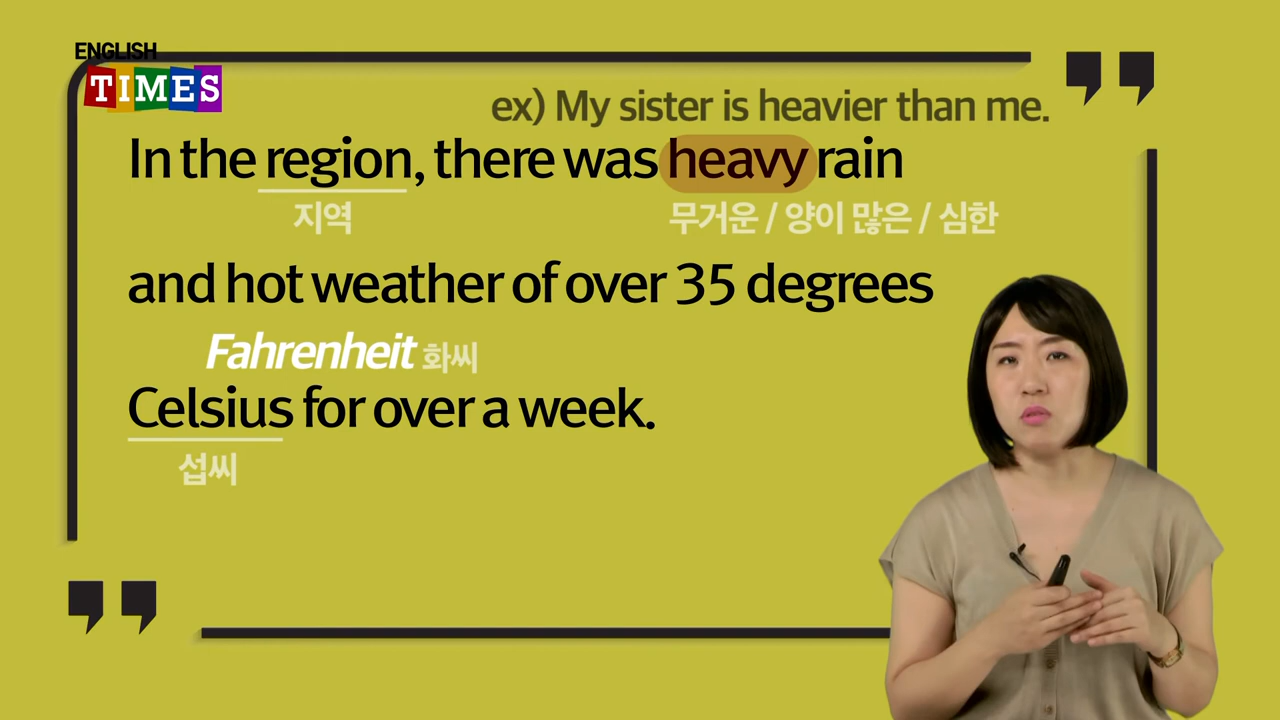 ENGLISH
TIMES
ex) My sister is heavier than me.
In the region, there was heavy rain
지역
무거운 / 양이 많은 / 심한
and hot weather of over 35 degrees
Fahrenheit 화씨
Celsius for over a week.
섭씨